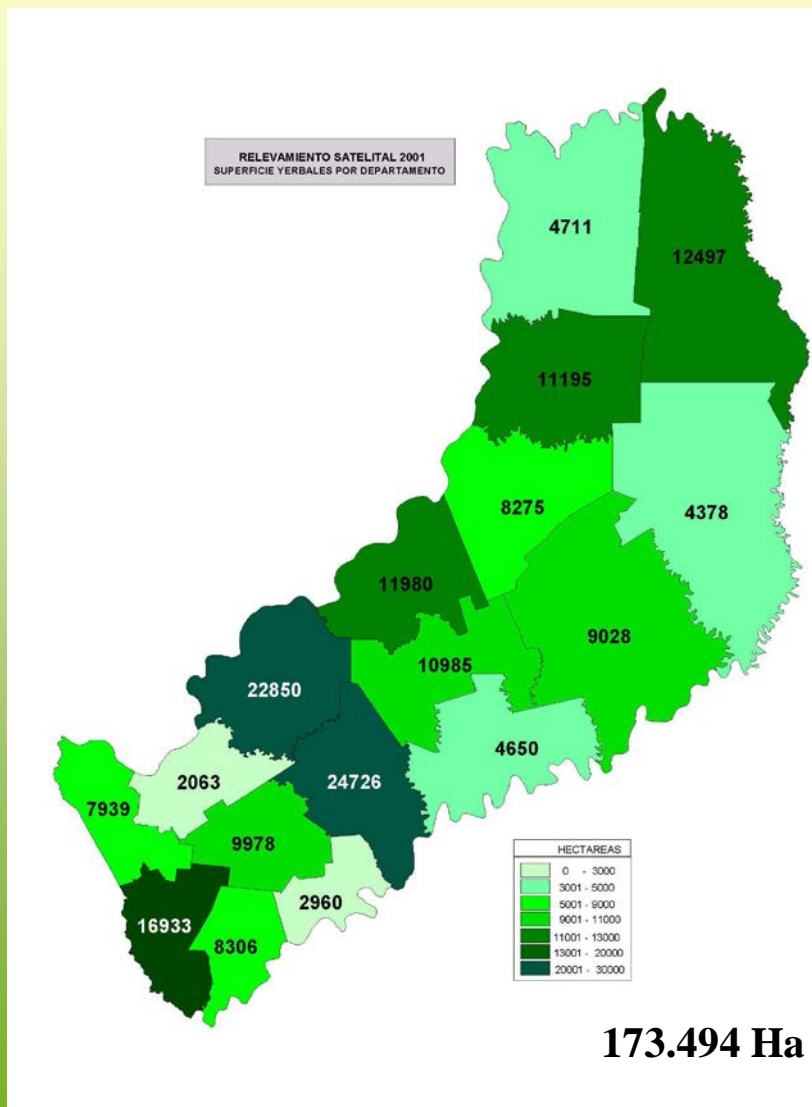 RELEVAMIENTO SATELITAL 2001
SUPERFICIE YERBALES POR DEPARTAMENTO
4711
12497
11195
8275
4378
11980
9028
10985
22850
4650
2063
24726
7939
9978
2960
16933
8306
HECTAREAS
0 - 3000
3001 - 5000
5001 - 9000
9001 - 11000
11001 - 13000
13001 - 20000
20001 - 30000
173.494 Ha